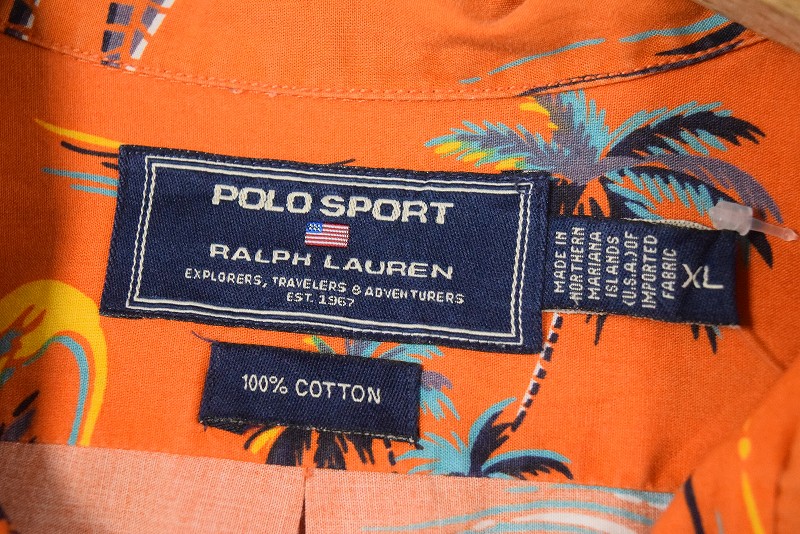 POLO SPORT
RALPH LAUREN
EXPLORERS, TRAVELERS & ADVENTURERS
EST. 1967
MADE IN
NORTHERN
MARIANA
ISLANDS
(U.S.A.) OF
IMPORTED
FABRIC
XL
100% COTTON